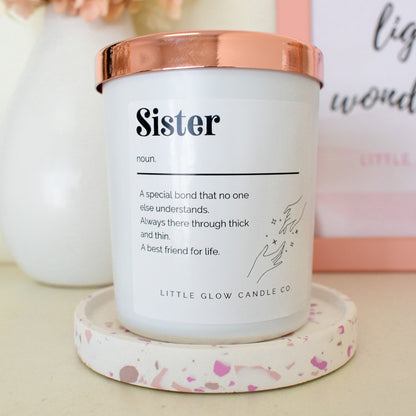 Sister
noun.
A special bond that no one
else understands.
Always there through thick
and thin.
A best friend for life.
LITTLE GLOW CANDLE CO
LITTLE